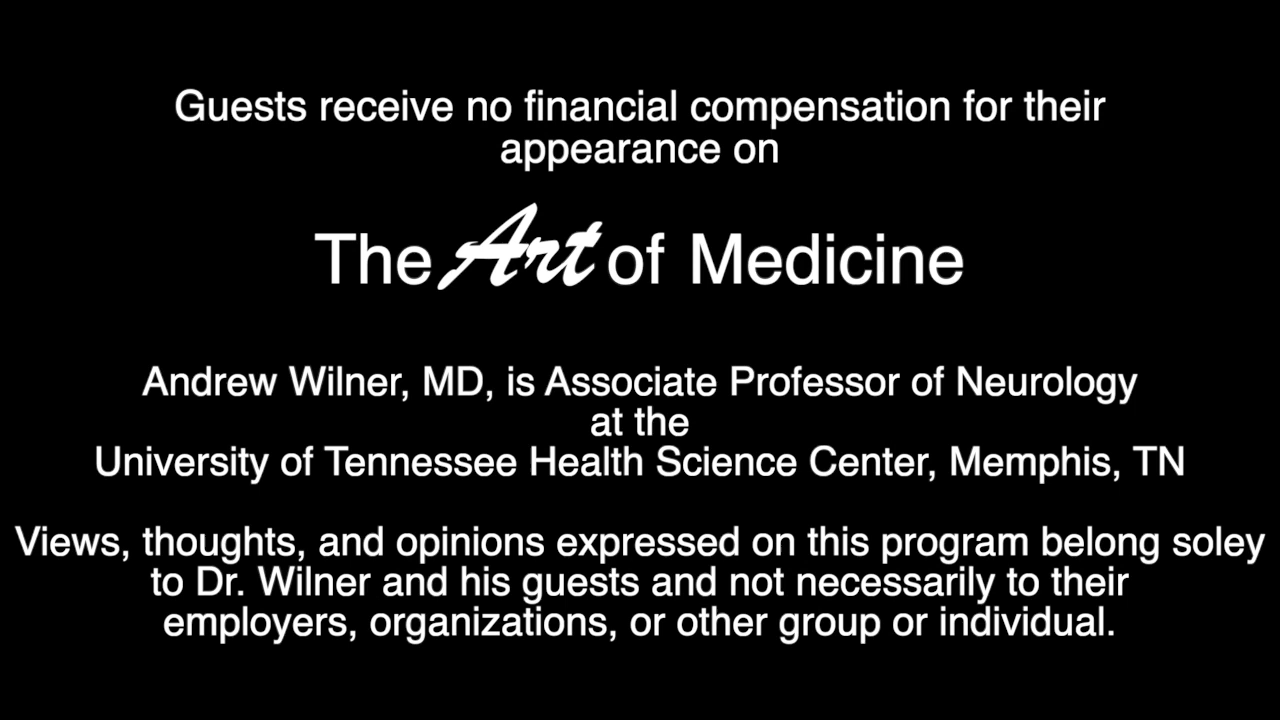 Guests receive no financial compensation for their
appearance on
The Art of Medicine
Andrew Wilner, MD, is Associate Professor of Neurology
at the
University of Tennessee Health Science Center, Memphis, TN
Views, thoughts, and opinions expressed on this program belong soley
to Dr. Wilner and his guests and not necessarily to their
employers, organizations, or other group or individual.